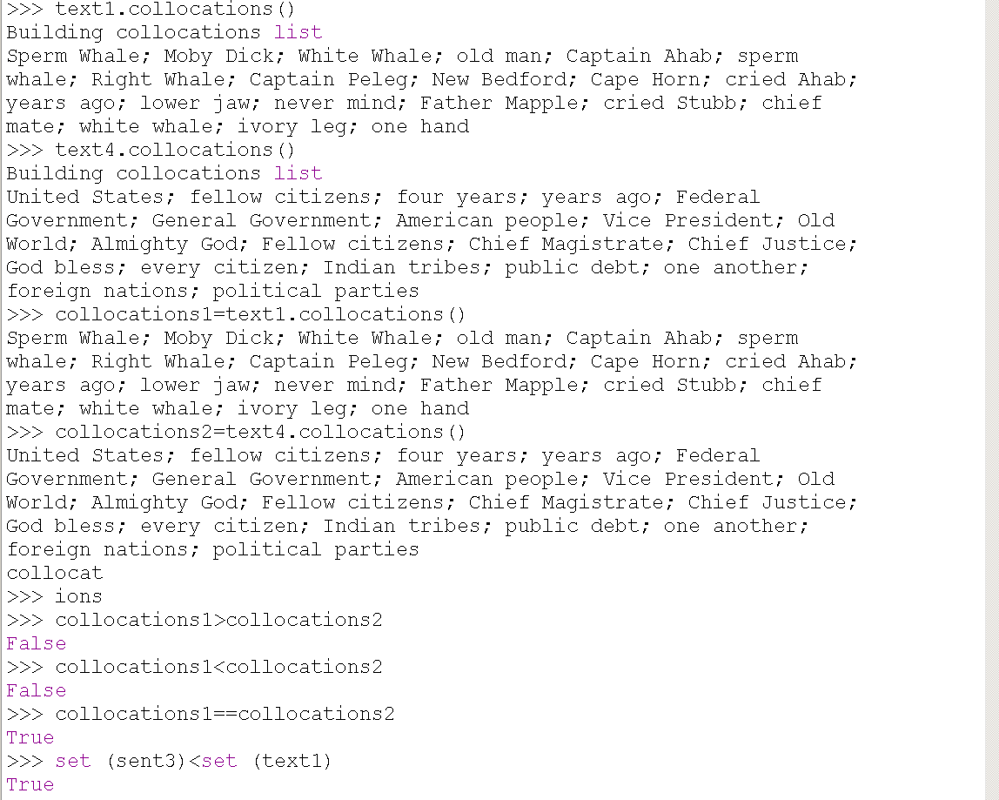 >>> text1.collocations()
Building collocations list
Sperm Whale; Moby Dick; White Whale; old man; Captain Ahab; sperm
whale; Right Whale; Captain Peleg; New Bedford; Cape Horn; cried Ahab;
years ago; lower jaw; never mind; Father Mapple; cried Stubb; chief
mate; white whale; ivory leg; one hand
>>> text4.collocations()
Building collocations list
United States; fellow citizens; four years; years ago; Federal
Government; General Government; American people; Vice President; Old
World; Almighty God; Fellow citizens; Chief Magistrate; Chief Justice;
God bless; every citizen; Indian tribes; public debt; one another;
foreign nations; political parties
>>> collocations1=text1.collocations()
Sperm Whale; Moby Dick; White Whale; old man; Captain Ahab; sperm
whale; Right Whale; Captain Peleg; New Bedford; Cape Horn; cried Ahab;
years ago; lower jaw; never mind; Father Mapple; cried Stubb; chief
mate; white whale; ivory leg; one hand
>>> collocations2=text4.collocations()
United States; fellow citizens; four years; years ago; Federal
Government; General Government; American people; Vice President; Old
World; Almighty God; Fellow citizens; Chief Magistrate; Chief Justice;
God bless; every citizen; Indian tribes; public debt; one another;
foreign nations; political parties
collocat
>>> ions
>>> collocations1>collocations2
False
>>> collocations1<collocations2
False
>>> collocations1==collocations2
True
>>> set (sent3)<set (text1)
True